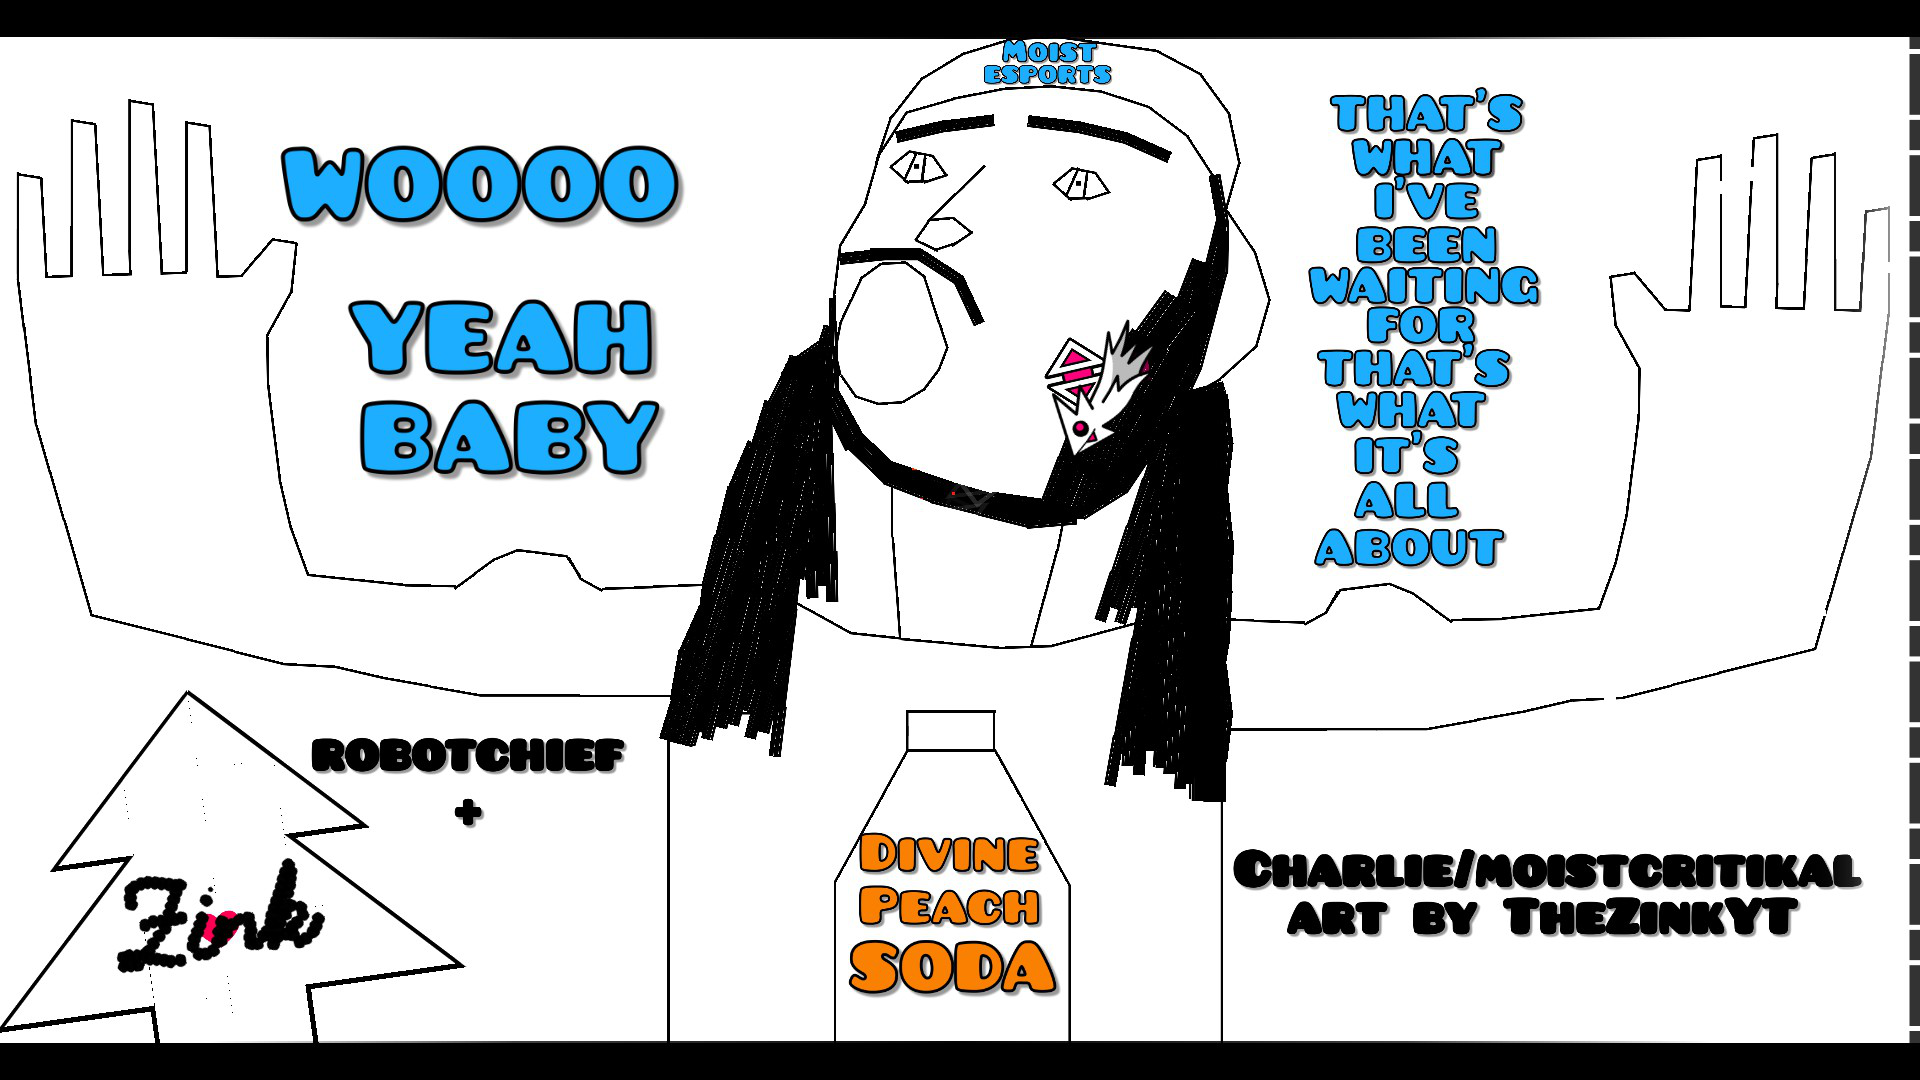 MOIST
ESPORTS
WOOOO
YEAH
BABY
THAT'S
WHAT
I'VE
BEEN
WAITING
FOR
THAT'S
WHAT
IT'S
ALL
ABOUT
ROBOTCHIEF
+
Zink
DIVINE
PEACH
SODA
CHARLIE/MOISTCRITIKAL
ART BY THEZINKYT